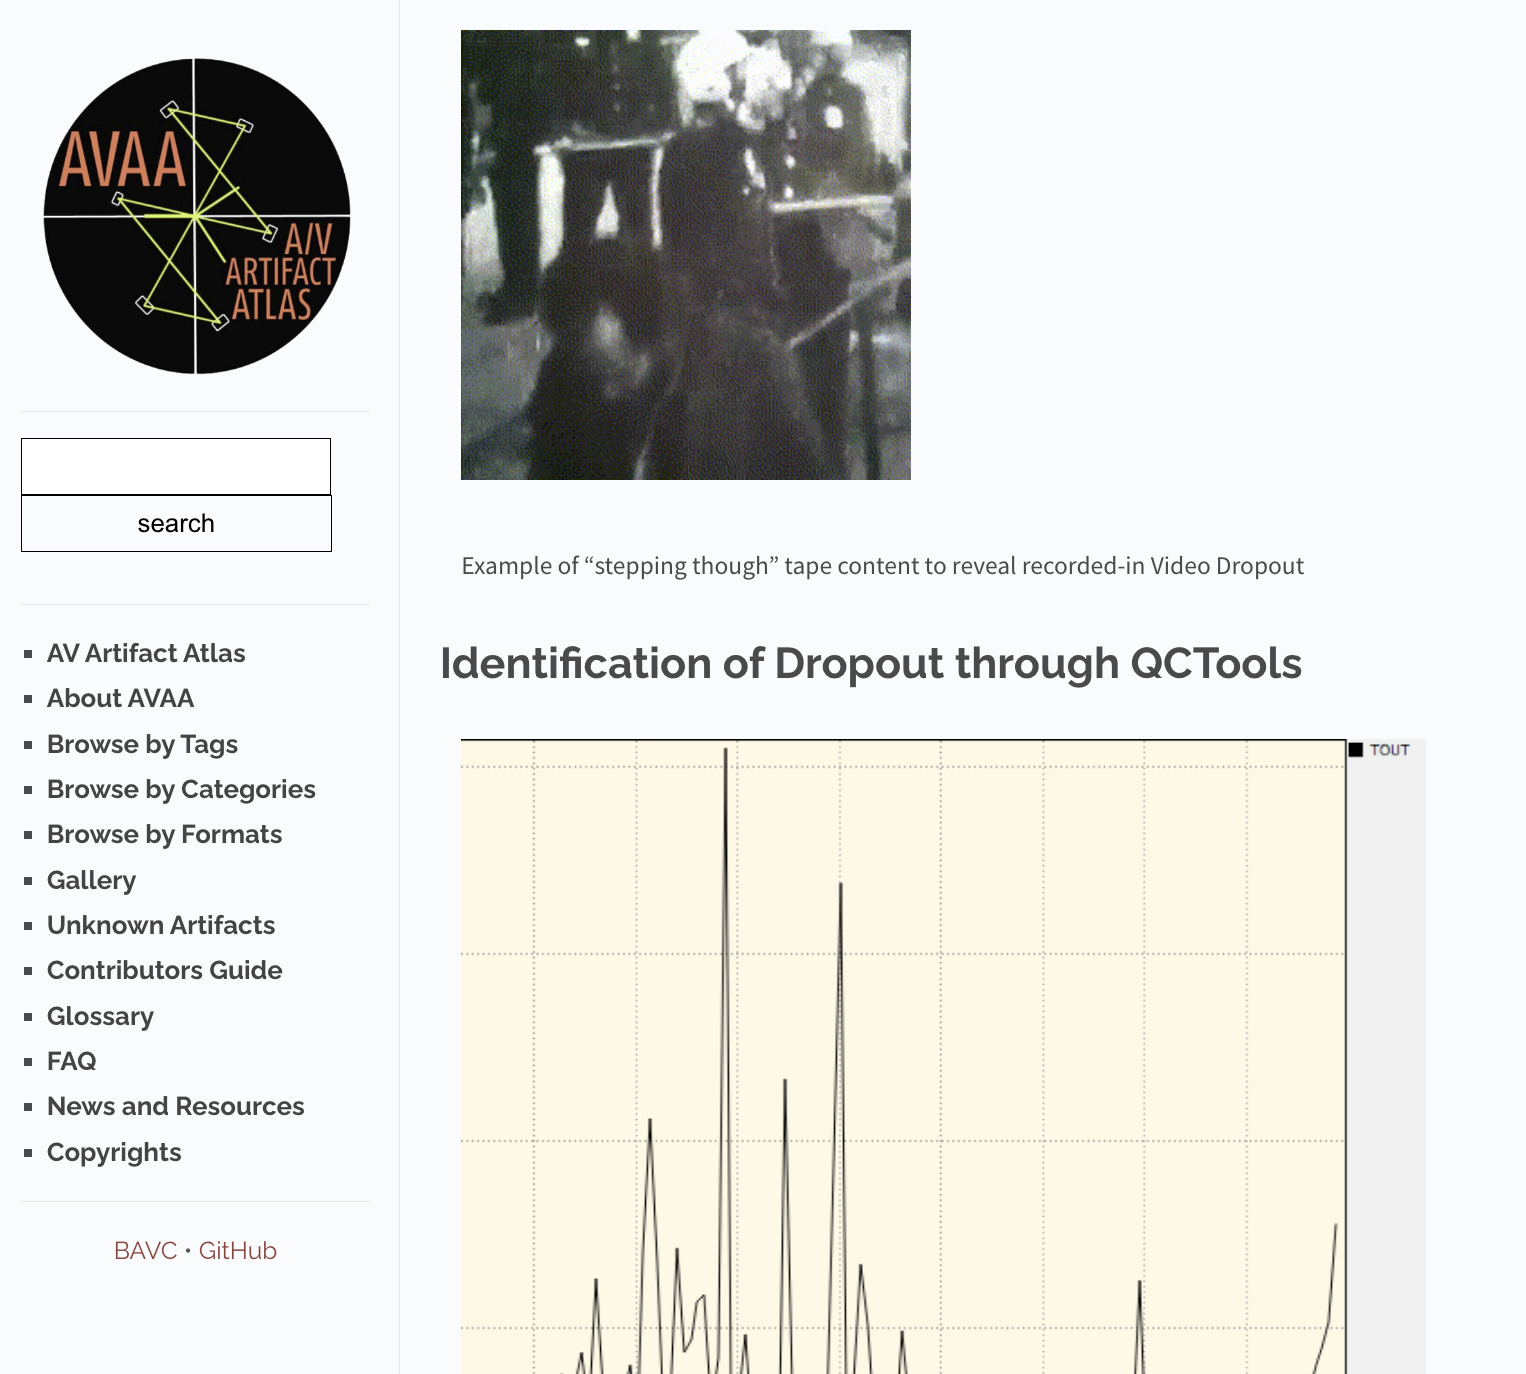 AVAA
A/V
ARTIFACT
ATLAS
search
AV Artifact Atlas
About AVAA
Browse by Tags
Browse by Categories
Browse by Formats
Gallery
Unknown Artifacts
Contributors Guide
Glossary
FAQ
News and Resources
Copyrights
BAVC • GitHub
Example of “stepping though” tape content to reveal recorded-in Video Dropout
Identification of Dropout through QCTools
TOUT